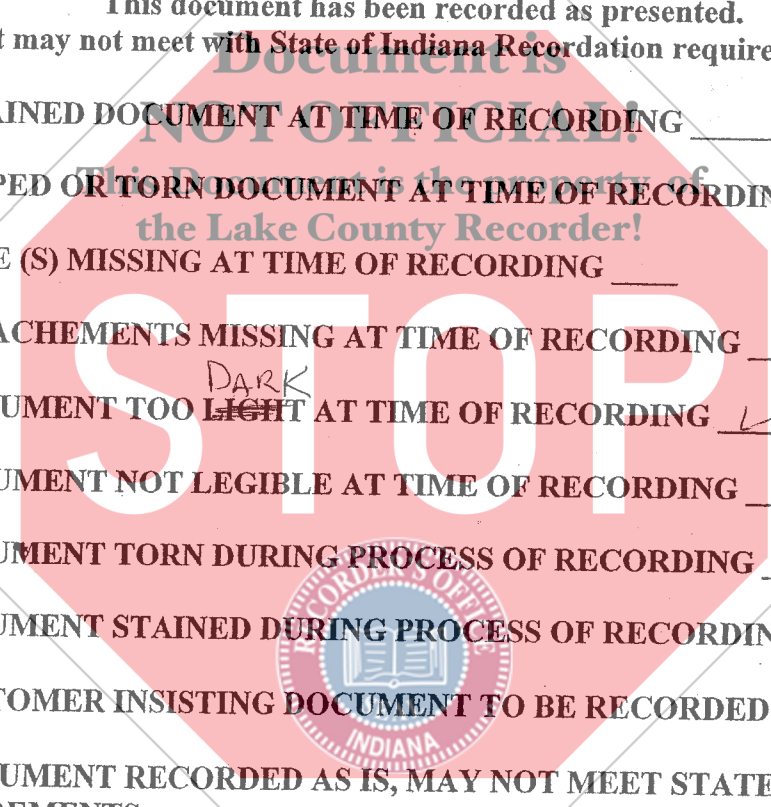 This document has been recorded as presented.
t may not meet with State of Indiana Recordation require
Document is
AINED DOCUMENT AT TIME OF RECORDING
NOT OFFICIAL!
PED OR TORN DOCUMENT AT TIME OF RECORDIN
This Document is the property of
the Lake County Recorder!
E (S) MISSING AT TIME OF RECORDING
ACHEMENTS MISSING AT TIME OF RECORDING
DARK
UMENT TOO LIGHT AT TIME OF RECORDING
STOP
UMENT NOT LEGIBLE AT TIME OF RECORDING
UMENT TORN DURING PROCESS OF RECORDING
RECORDER'S OFFICE
UMENT STAINED DURING PROCESS OF RECORDIN
TOMER INSISTING DOCUMENT TO BE RECORDED
INDIANA
UMENT RECORDED AS IS, MAY NOT MEET STATE
REMENTS